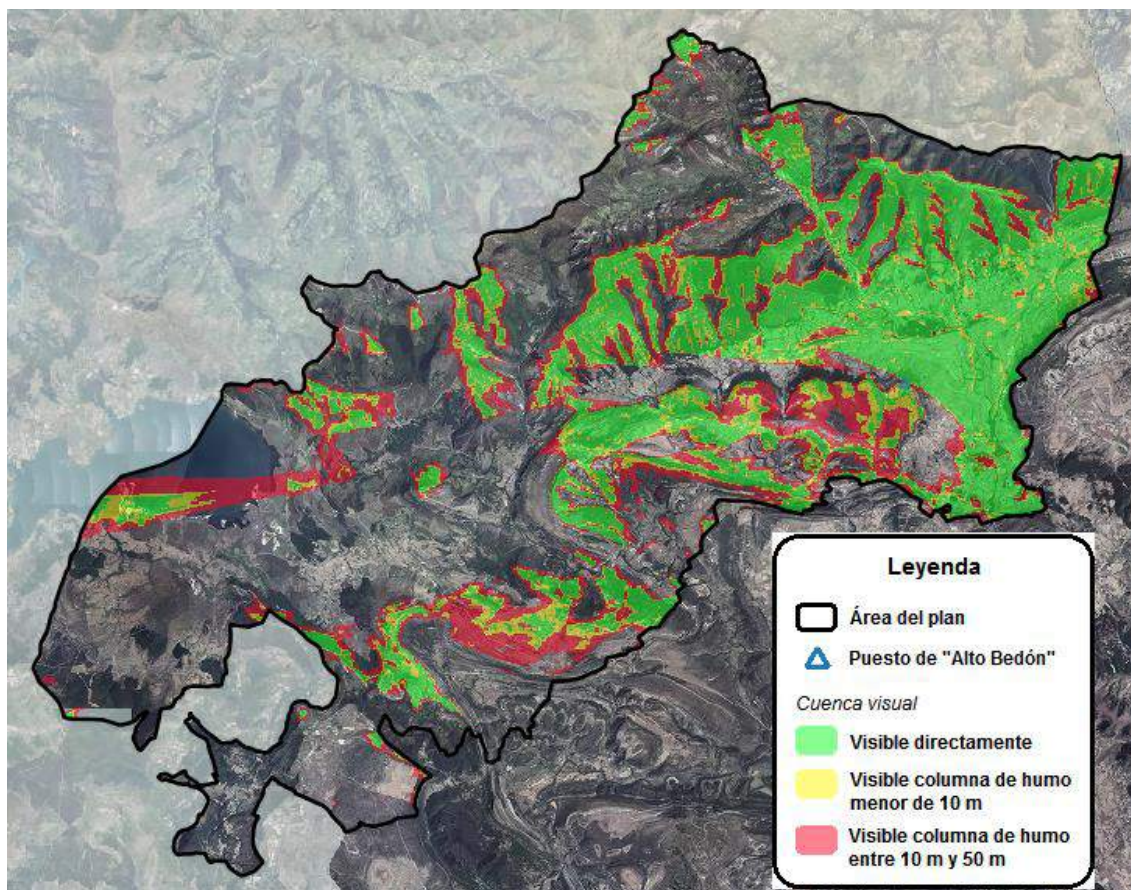 Leyenda
Área del plan
Puesto de "Alto Bedón"
Cuenca visual
Visible directamente
Visible columna de humo
menor de 10 m
Visible columna de humo
entre 10 m y 50 m